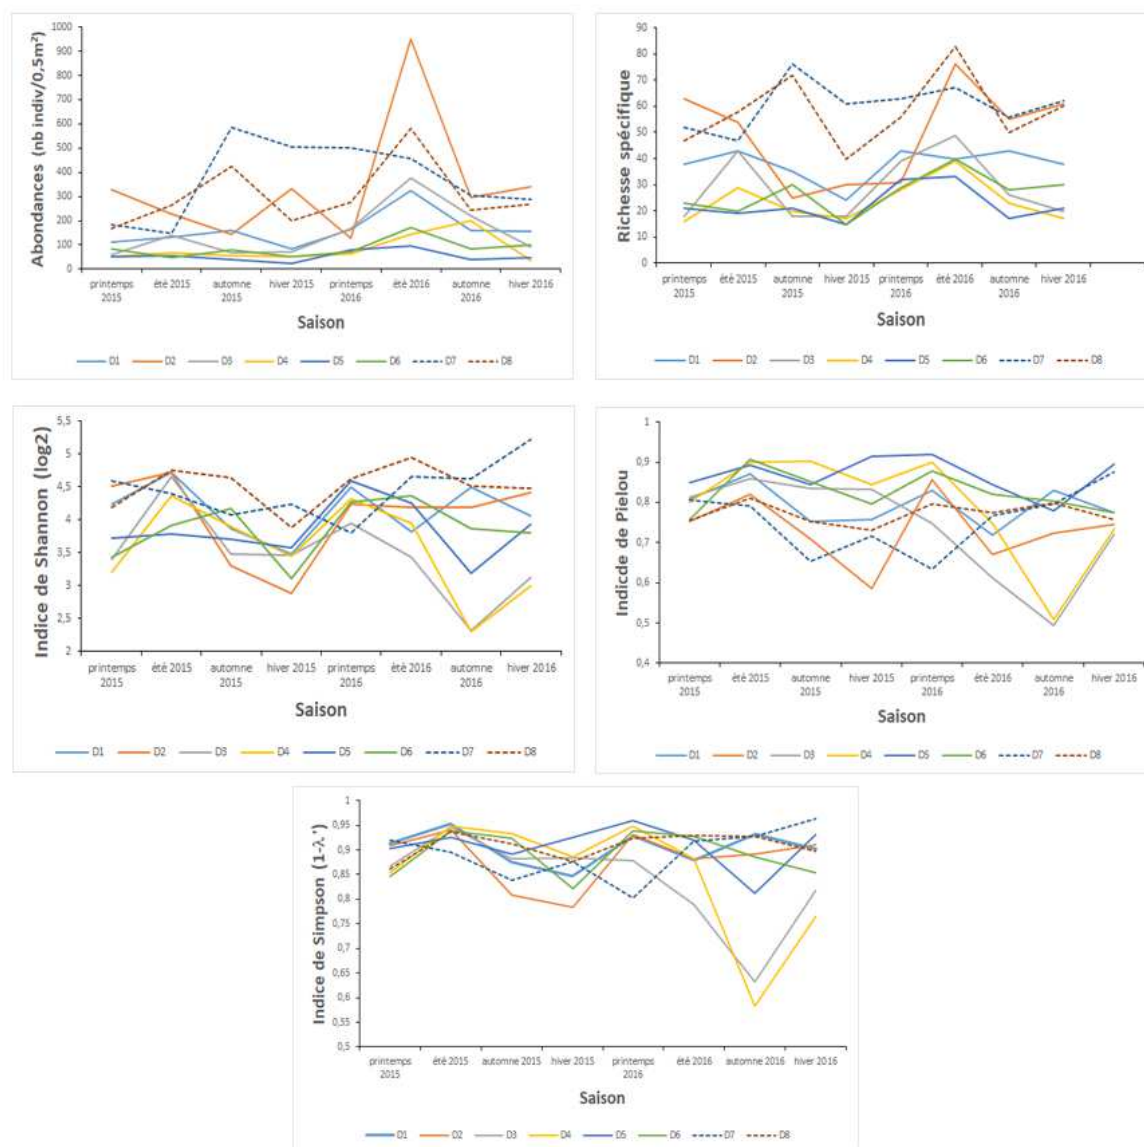 Abondances (nb indiv/0,5m²)
1000
900
800
700
600
500
400
300
200
100
0
printemps 2015
été 2015
automne 2015
hiver 2015
printemps 2016
été 2016
automne 2016
hiver 2016
Saison
D1 D2 D3 D4 D5 D6 D7 D8
Richesse spécifique
90
80
70
60
50
40
30
20
10
0
printemps 2015
été 2015
automne 2015
hiver 2015
printemps 2016
été 2016
automne 2016
hiver 2016
Saison
D1 D2 D3 D4 D5 D6 D7 D8
Indice de Shannon (log2)
5,5
5
4,5
4
3,5
3
2,5
2
printemps 2015
été 2015
automne 2015
hiver 2015
printemps 2016
été 2016
automne 2016
hiver 2016
Saison
D1 D2 D3 D4 D5 D6 D7 D8
Indicde de Pielou
1
0,9
0,8
0,7
0,6
0,5
0,4
printemps 2015
été 2015
automne 2015
hiver 2015
printemps 2016
été 2016
automne 2016
hiver 2016
Saison
D1 D2 D3 D4 D5 D6 D7 D8
Indice de Simpson (1-λ')
1
0,95
0,9
0,85
0,8
0,75
0,7
0,65
0,6
0,55
0,5
printemps 2015
été 2015
automne 2015
hiver 2015
printemps 2016
été 2016
automne 2016
hiver 2016
Saison
D1 D2 D3 D4 D5 D6 D7 D8